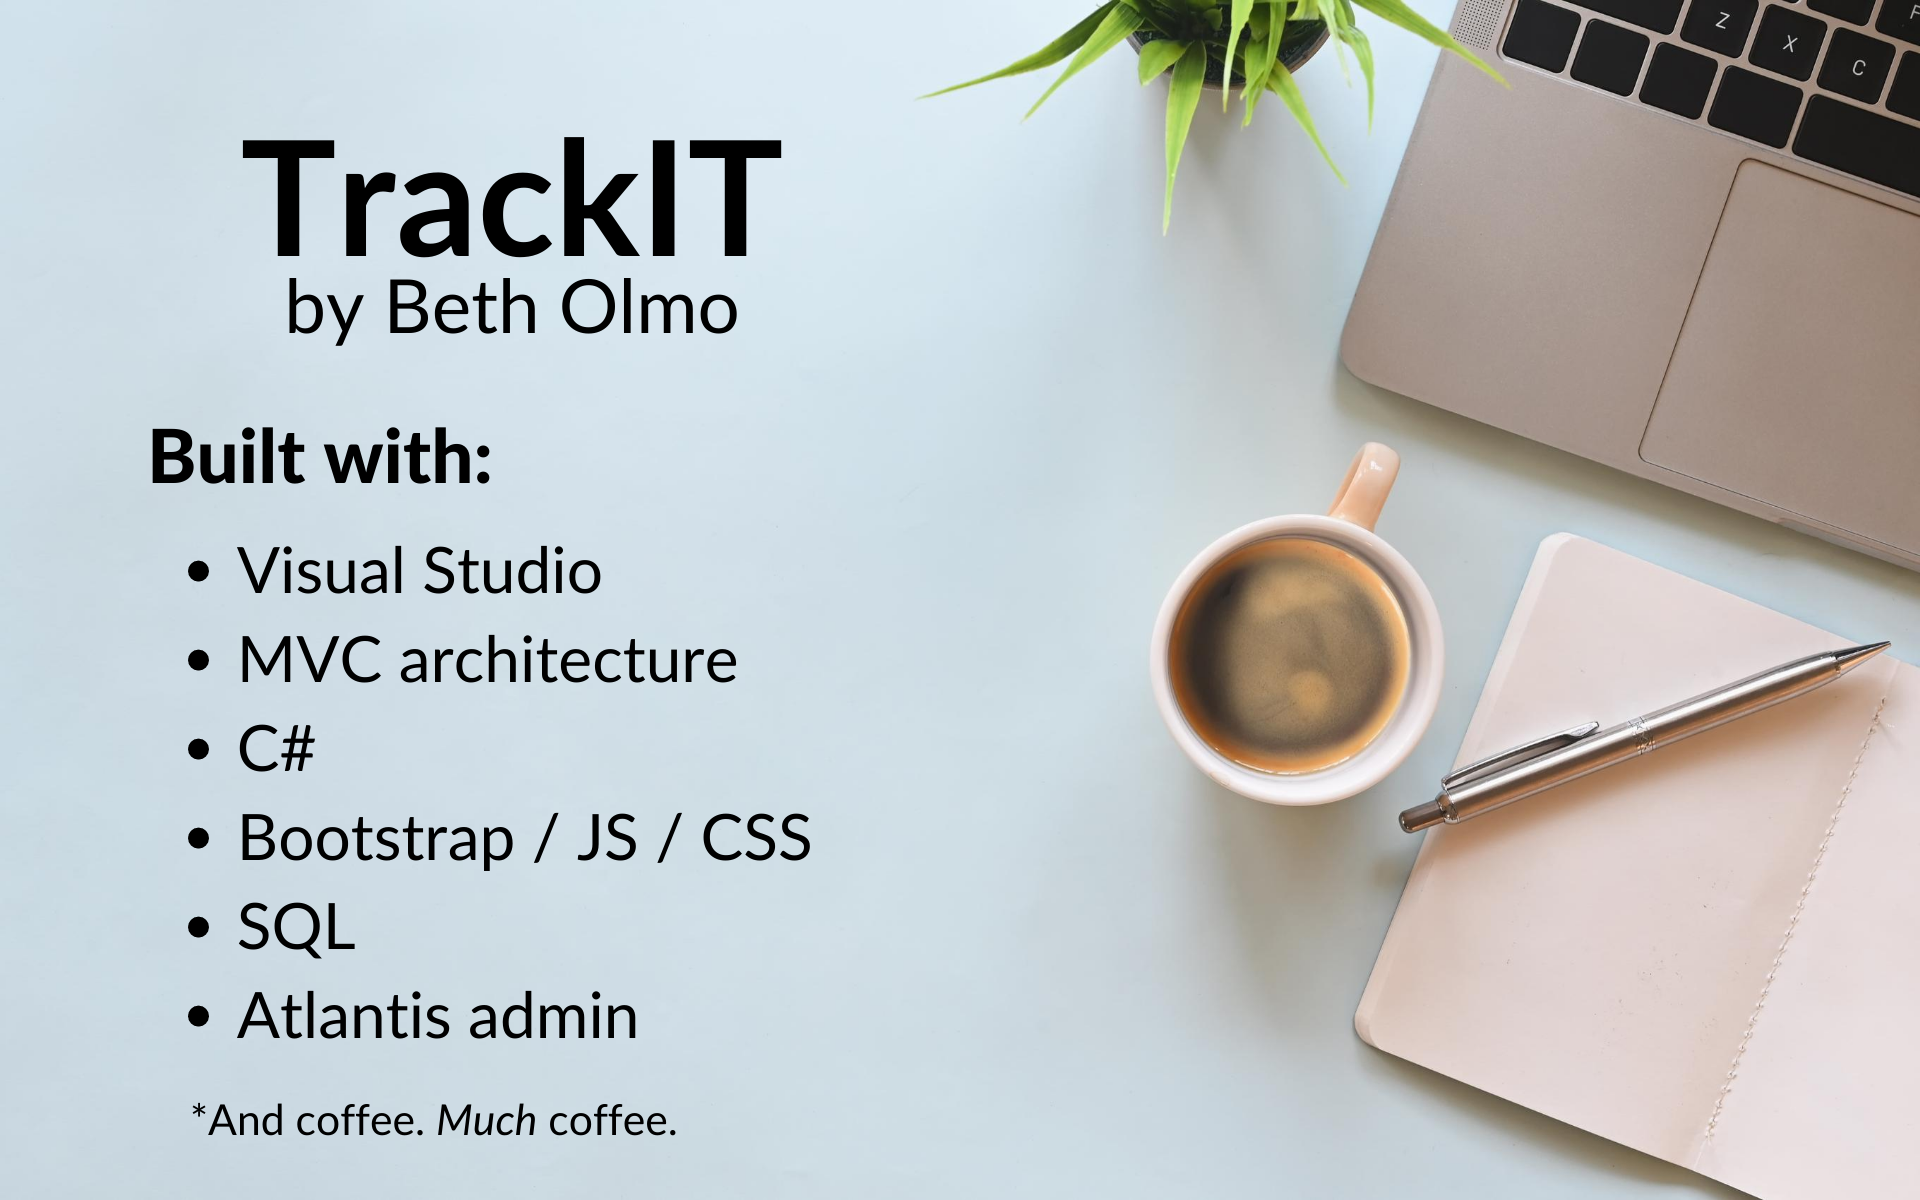 TrackIT
by Beth Olmo
Built with:
• Visual Studio
• MVC architecture
• C#
• Bootstrap / JS / CSS
• SQL
• Atlantis admin
*And coffee. Much coffee.
Z
X
C